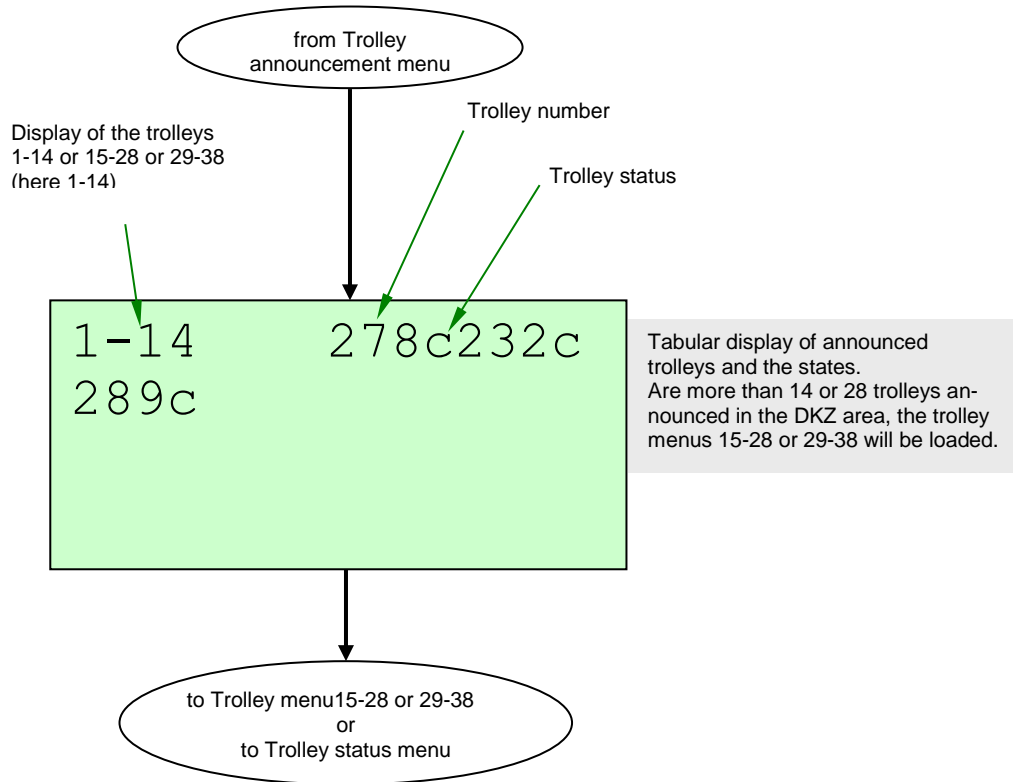 from Trolley
announcement menu
Trolley number
Display of the trolleys
1-14 or 15-28 or 29-38
(here 1-14)
Trolley status
1-14 278c232c
289c
Tabular display of announced
trolleys and the states.
Are more than 14 or 28 trolleys an-
nounced in the DKZ area, the trolley
menus 15-28 or 29-38 will be loaded.
to Trolley menu15-28 or 29-38
or
to Trolley status menu